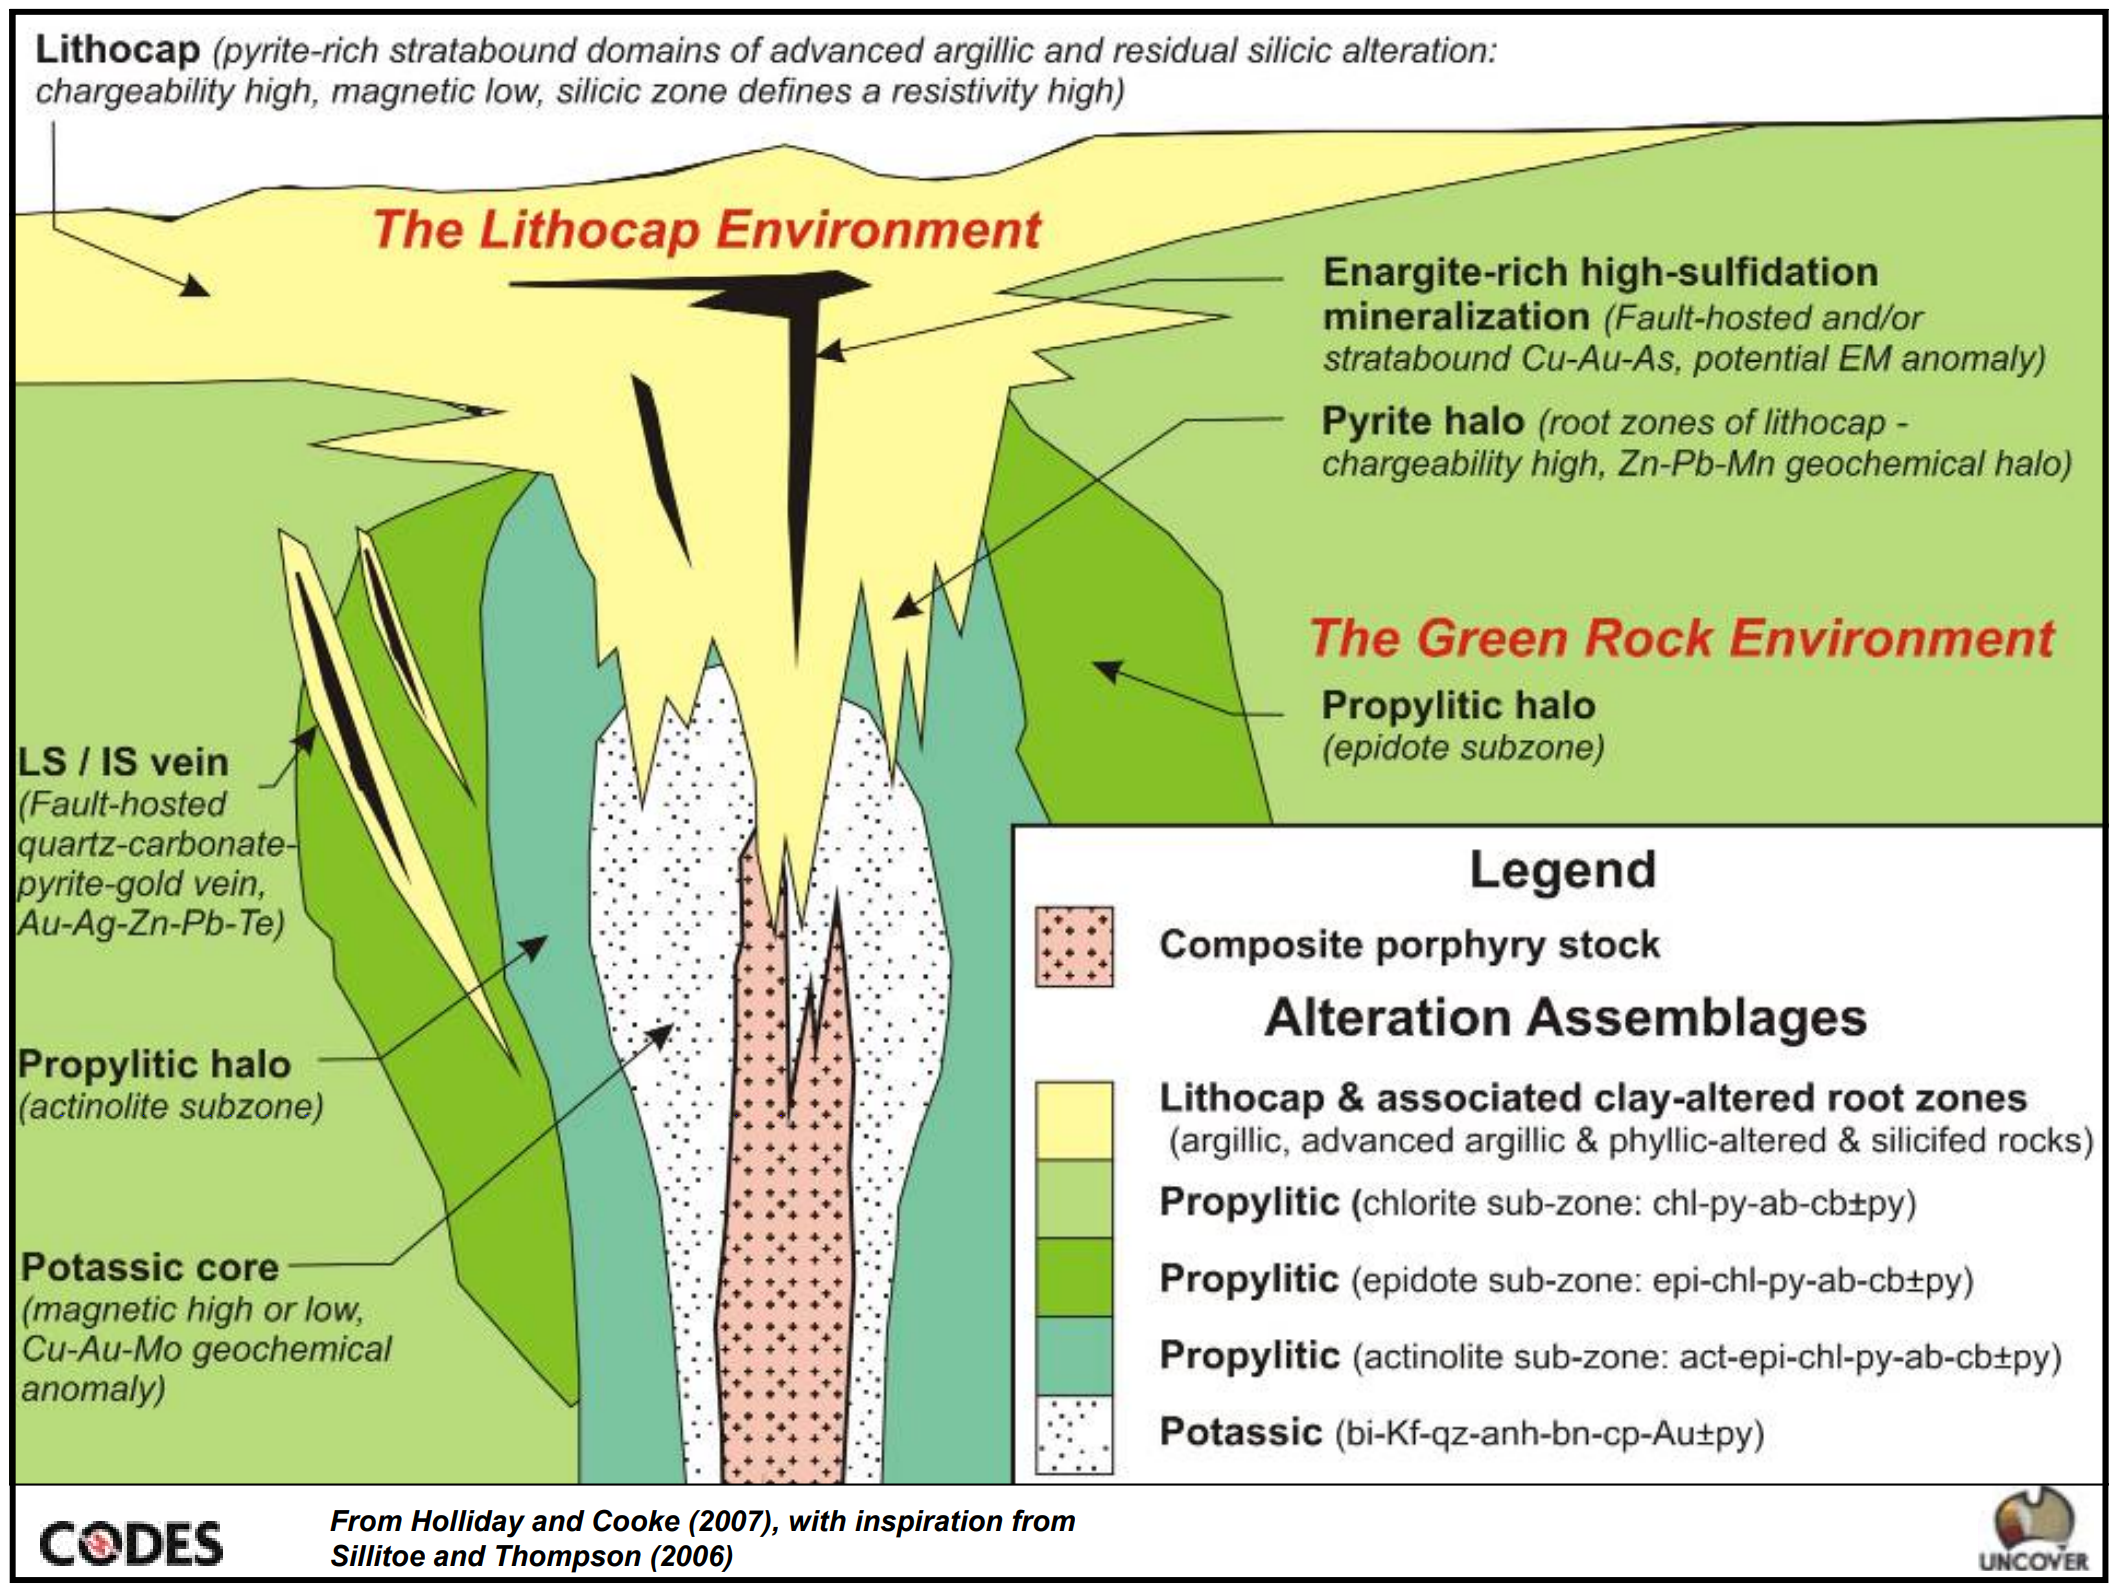 Lithocap (pyrite-rich stratabound domains of advanced argillic and residual silicic alteration:
chargeability high, magnetic low, silicic zone defines a resistivity high)
The Lithocap Environment
Enargite-rich high-sulfidation
mineralization (Fault-hosted and/or
stratabound Cu-Au-As, potential EM anomaly)
Pyrite halo (root zones of lithocap -
chargeability high, Zn-Pb-Mn geochemical halo)
The Green Rock Environment
Propylitic halo
(epidote subzone)
LS / IS vein
(Fault-hosted
quartz-carbonate-
pyrite-gold vein,
Au-Ag-Zn-Pb-Te)
Propylitic halo
(actinolite subzone)
Potassic core
(magnetic high or low,
Cu-Au-Mo geochemical
anomaly)
Legend
Composite porphyry stock
Alteration Assemblages
Lithocap & associated clay-altered root zones
(argillic, advanced argillic & phyllic-altered & silicifed rocks)
Propylitic (chlorite sub-zone: chl-py-ab-cb±py)
Propylitic (epidote sub-zone: epi-chl-py-ab-cb±py)
Propylitic (actinolite sub-zone: act-epi-chl-py-ab-cb±py)
Potassic (bi-Kf-qz-anh-bn-cp-Au±py)
CODES
From Holliday and Cooke (2007), with inspiration from
Sillitoe and Thompson (2006)
UNCOVER